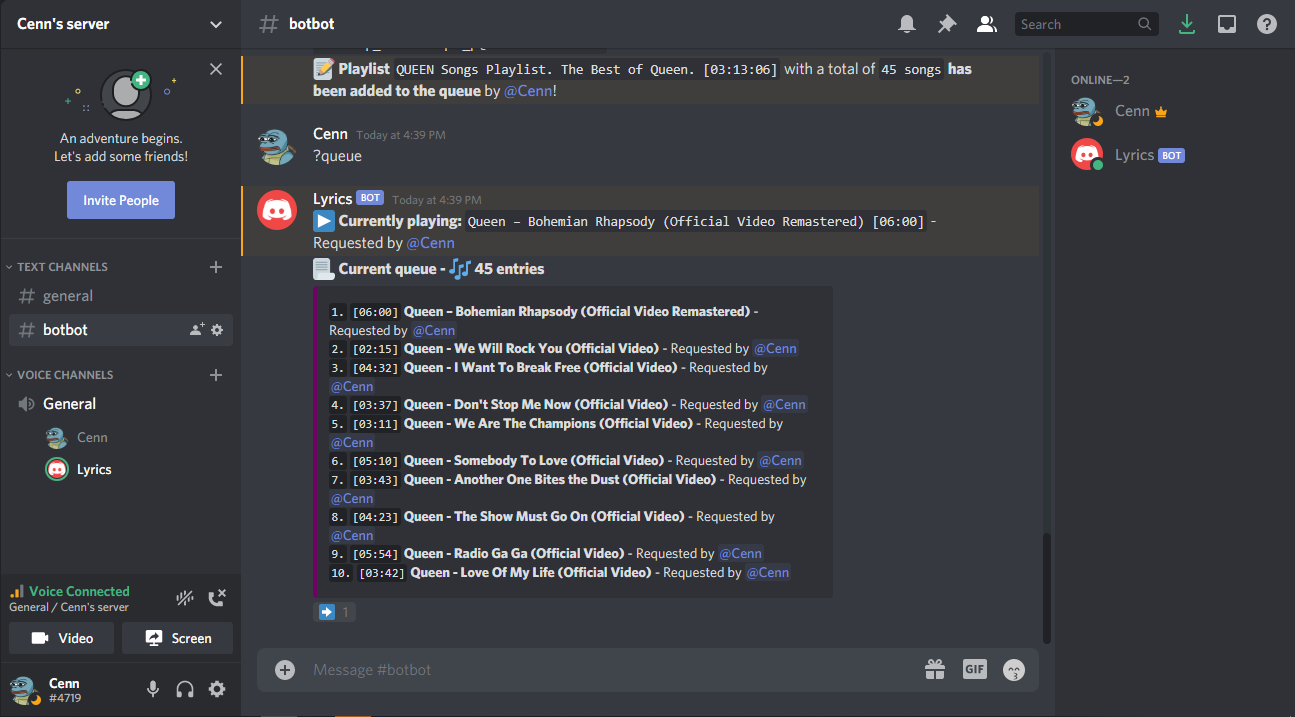 Cenn's server
An adventure begins.
Let's add some friends!
Invite People
TEXT CHANNELS
# general
# botbot
VOICE CHANNELS
General
Cenn
Lyrics
Voice Connected
General / Cenn's server
Video
Screen
Cenn
#4719
# botbot
Search
Playlist QUEEN Songs Playlist. The Best of Queen. [03:13:06] with a total of 45 songs has
been added to the queue by @Cenn!
Cenn Today at 4:39 PM
?queue
Lyrics BOT Today at 4:39 PM
Currently playing: Queen – Bohemian Rhapsody (Official Video Remastered) [06:00] -
Requested by @Cenn
Current queue - 45 entries
1. [06:00] Queen – Bohemian Rhapsody (Official Video Remastered) -
Requested by @Cenn
2. [02:15] Queen - We Will Rock You (Official Video) - Requested by @Cenn
3. [04:32] Queen - I Want To Break Free (Official Video) - Requested by
@Cenn
4. [03:37] Queen - Don't Stop Me Now (Official Video) - Requested by @Cenn
5. [03:11] Queen - We Are The Champions (Official Video) - Requested by
@Cenn
6. [05:10] Queen - Somebody To Love (Official Video) - Requested by @Cenn
7. [03:43] Queen - Another One Bites the Dust (Official Video) - Requested by
@Cenn
8. [04:23] Queen - The Show Must Go On (Official Video) - Requested by
@Cenn
9. [05:54] Queen - Radio Ga Ga (Official Video) - Requested by @Cenn
10. [03:42] Queen - Love Of My Life (Official Video) - Requested by @Cenn
1
Message #botbot
GIF
ONLINE—2
Cenn
Lyrics BOT